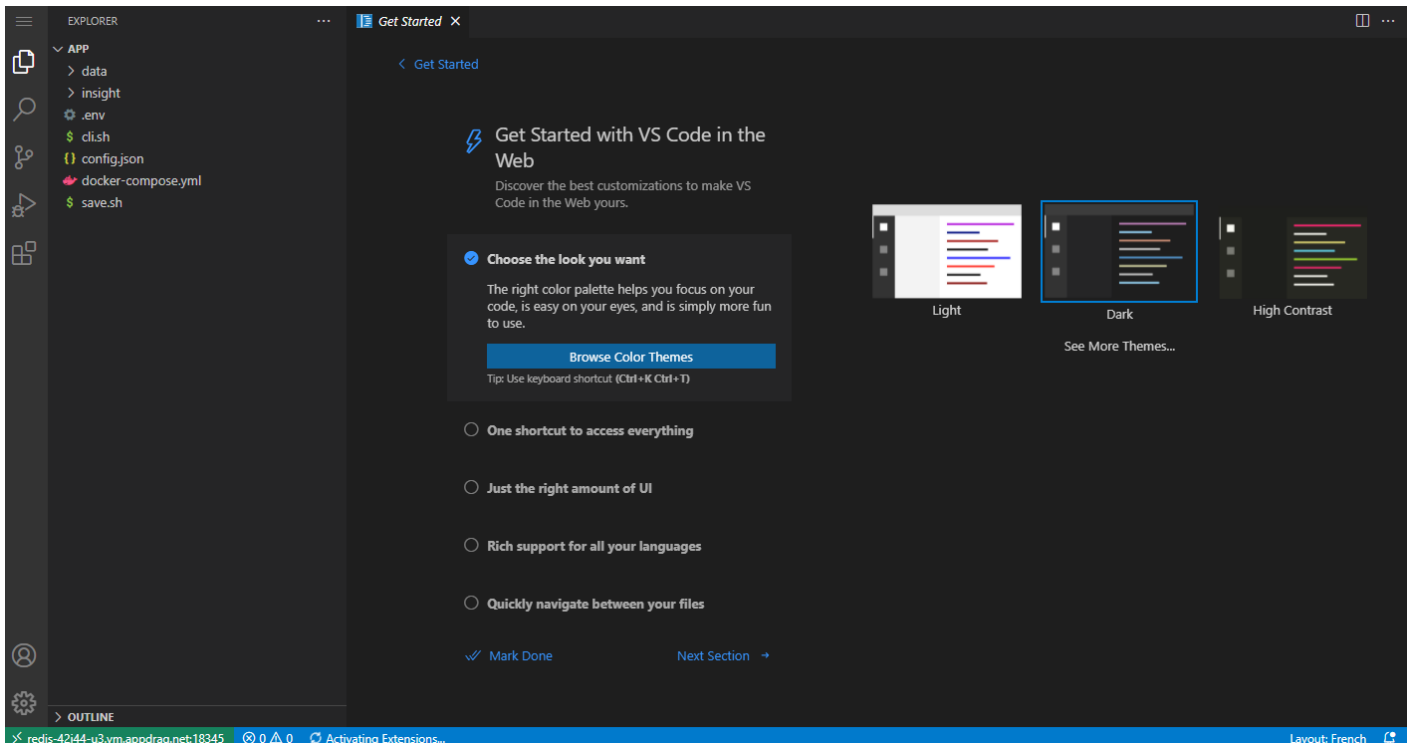 EXPLORER
Get Started
APP
data
insight
.env
cli.sh
config.json
docker-compose.yml
save.sh
OUTLINE
Get Started
Get Started with VS Code in the
Web
Discover the best customizations to make VS
Code in the Web yours.
Choose the look you want
The right color palette helps you focus on your
code, is easy on your eyes, and is simply more fun
to use.
Browse Color Themes
Tip: Use keyboard shortcut (Ctrl+K Ctrl+T)
One shortcut to access everything
Just the right amount of UI
Rich support for all your languages
Quickly navigate between your files
Mark Done
Next Section
Light
Dark
High Contrast
See More Themes...
redis-42j44-u3.vm.appdrag.net:18345
0
0
Activating Extensions...
Layout: French